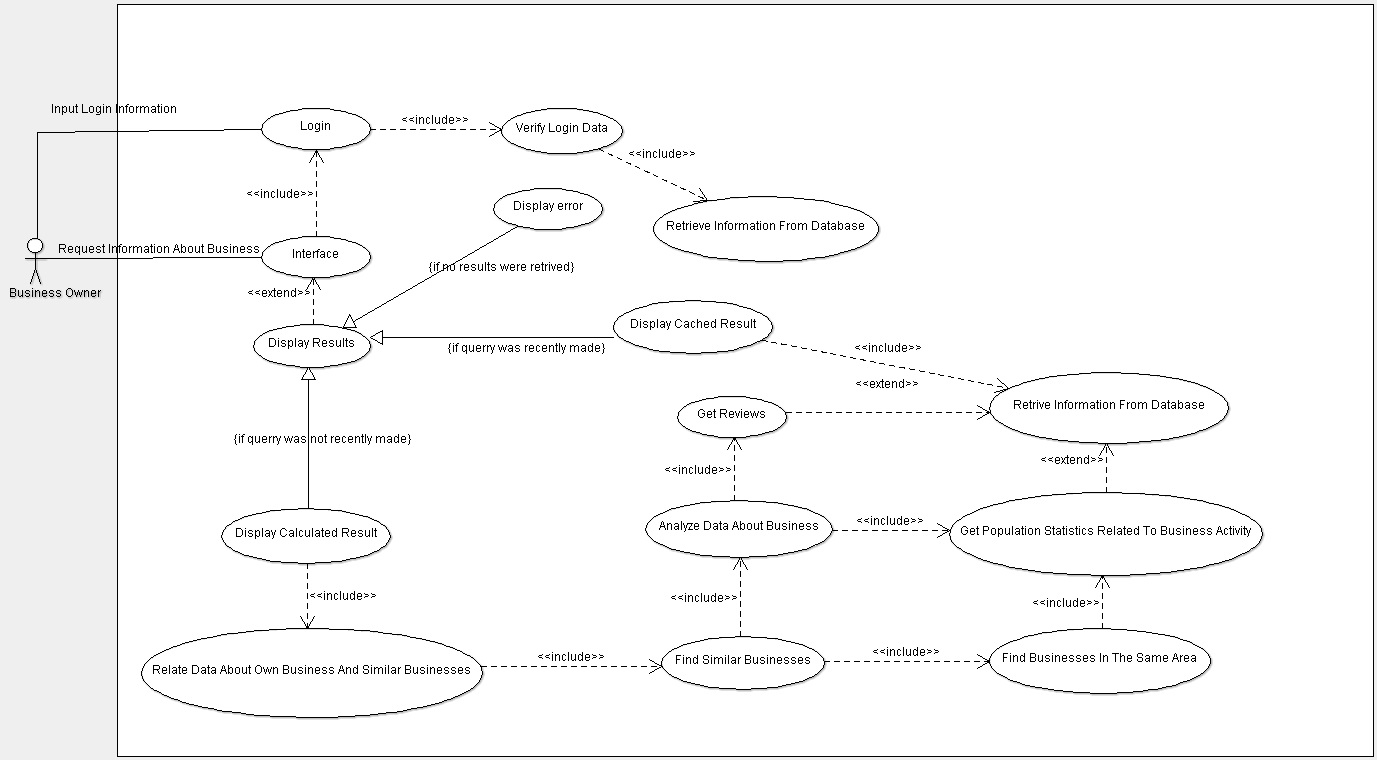 Input Login Information
Login
<<include>>
Verify Login Data
<<include>>
<<include>>
Display error
Retrieve Information From Database
Request Information About Business
Interface
{if no results were retrived}
Business Owner
<<extend>>
Display Results
Display Cached Result
{if querry was recently made}
<<include>>
<<extend>>
Get Reviews
Retrive Information From Database
{if querry was not recently made}
<<include>>
<<extend>>
Display Calculated Result
Analyze Data About Business
<<include>>
Get Population Statistics Related To Business Activity
<<include>>
<<include>>
<<include>>
Relate Data About Own Business And Similar Businesses
<<include>>
Find Similar Businesses
<<include>>
Find Businesses In The Same Area